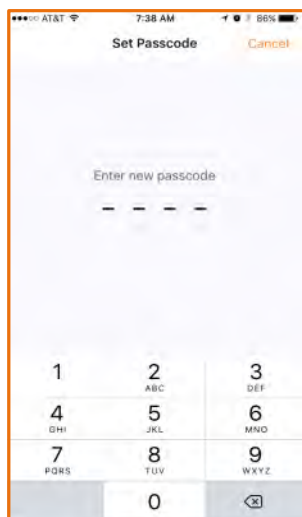 AT&T 7:38 AM 86%
Set Passcode Cancel
Enter new passcode
1 2 3
ABC DEF
4 5 6
GHI JKL MNO
7 8 9
PQRS TUV WXYZ
0